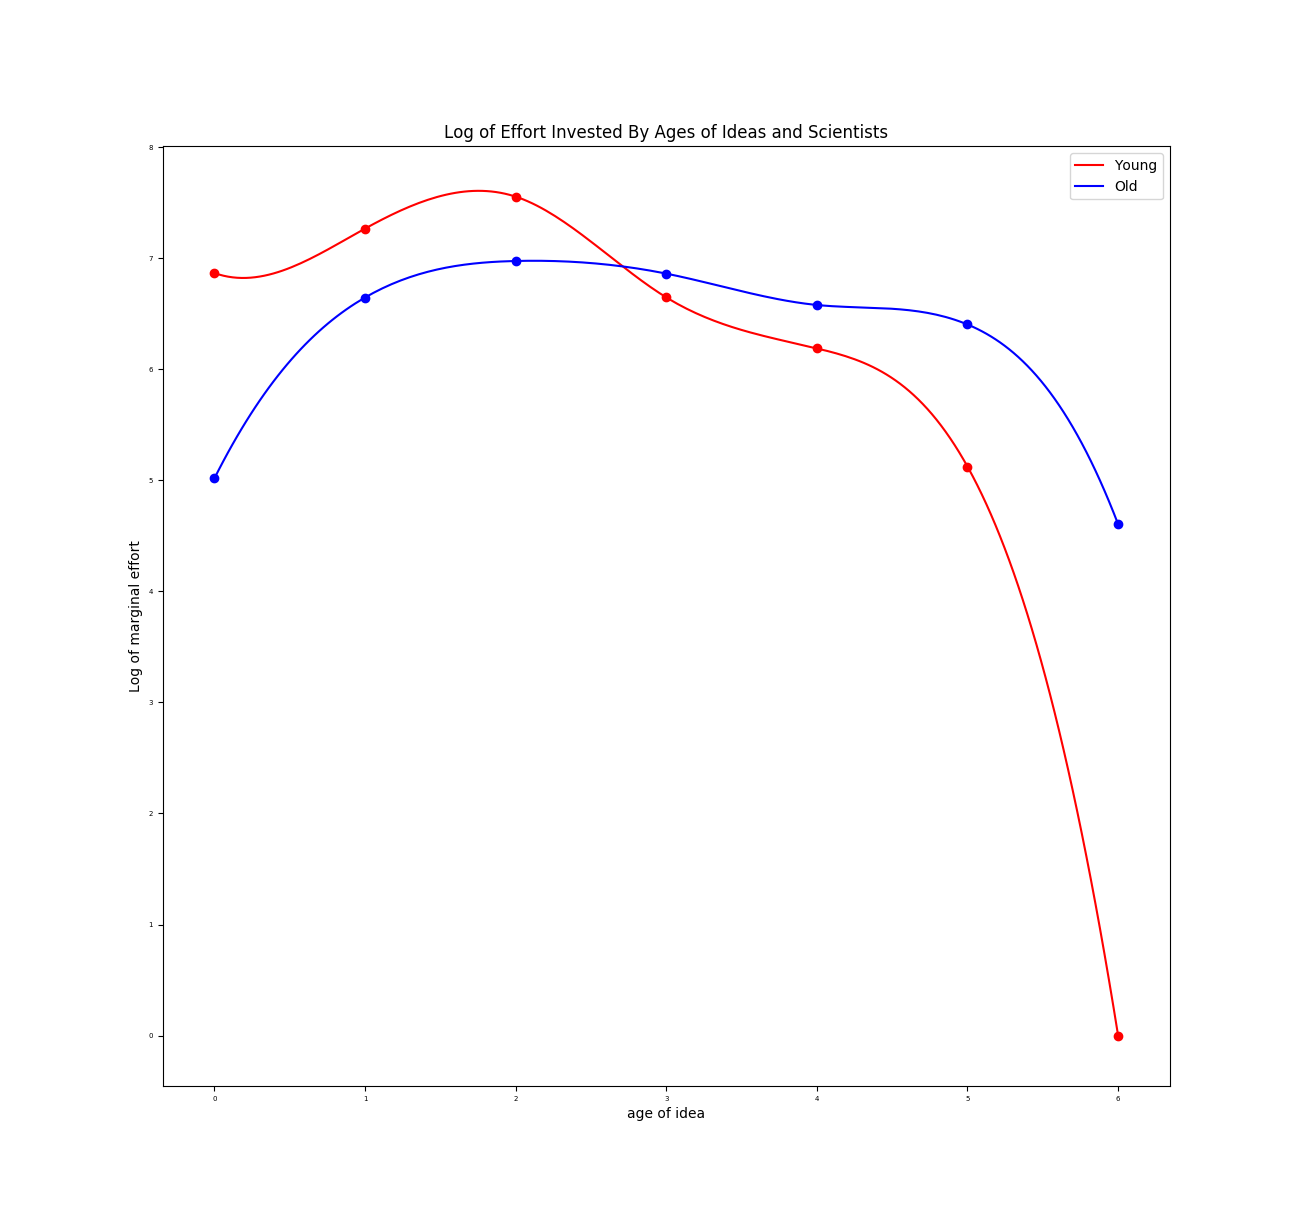 Log of Effort Invested By Ages of Ideas and Scientists
Young
Old
8
7
6
5
4
3
2
1
0
Log of marginal effort
0 1 2 3 4 5 6
age of idea